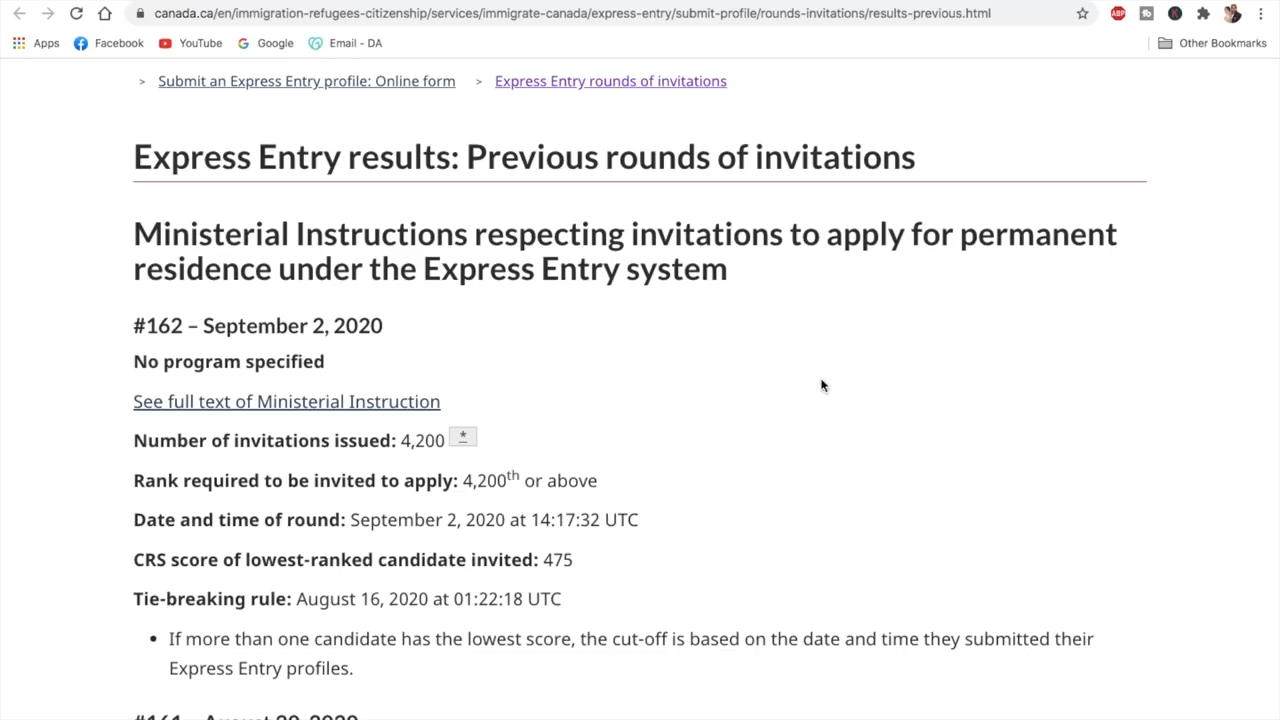 canada.ca/en/immigration-refugees-citizenship/services/immigrate-canada/express-entry/submit-profile/rounds-invitations/results-previous.html
ABP
Apps Facebook YouTube Google Email - DA Other Bookmarks
> Submit an Express Entry profile: Online form > Express Entry rounds of invitations
Express Entry results: Previous rounds of invitations
Ministerial Instructions respecting invitations to apply for permanent
residence under the Express Entry system
#162 – September 2, 2020
No program specified
See full text of Ministerial Instruction
Number of invitations issued: 4,200 *
Rank required to be invited to apply: 4,200th or above
Date and time of round: September 2, 2020 at 14:17:32 UTC
CRS score of lowest-ranked candidate invited: 475
Tie-breaking rule: August 16, 2020 at 01:22:18 UTC
• If more than one candidate has the lowest score, the cut-off is based on the date and time they submitted their
Express Entry profiles.
#161 – August 20, 2020